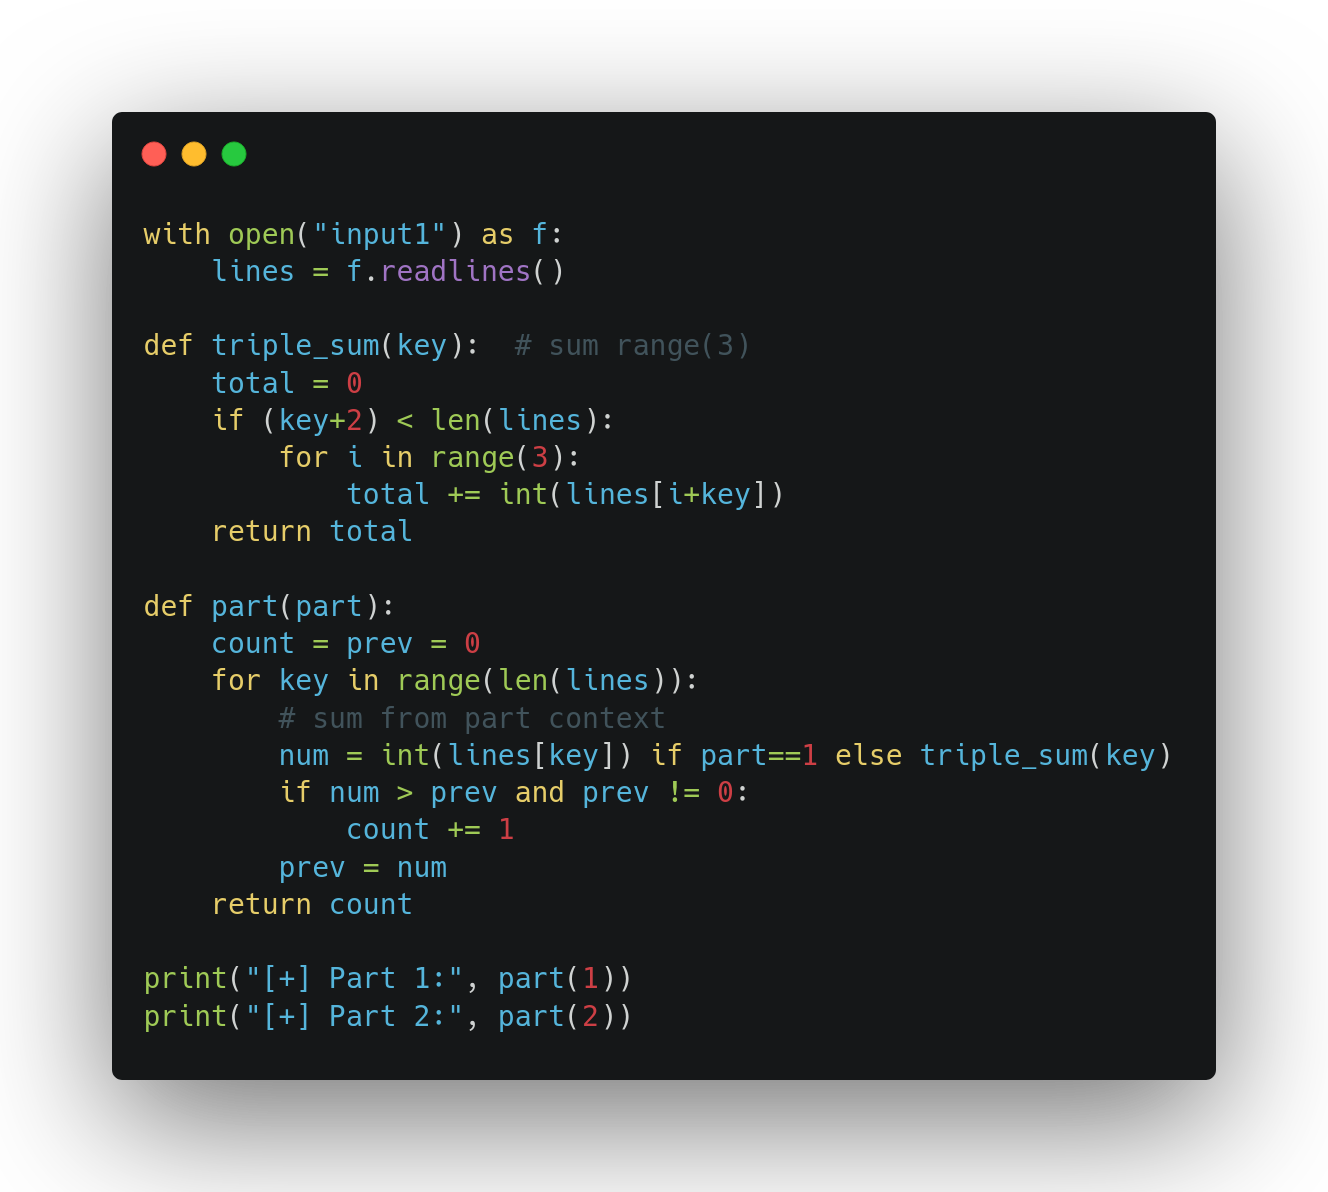 with open("input1") as f:
    lines = f.readlines()

def triple_sum(key):  # sum range(3)
    total = 0
    if (key+2) < len(lines):
        for i in range(3):
            total += int(lines[i+key])
    return total

def part(part):
    count = prev = 0
    for key in range(len(lines)):
        # sum from part context
        num = int(lines[key]) if part==1 else triple_sum(key)
        if num > prev and prev != 0:
            count += 1
        prev = num
    return count

print("[+] Part 1:", part(1))
print("[+] Part 2:", part(2))